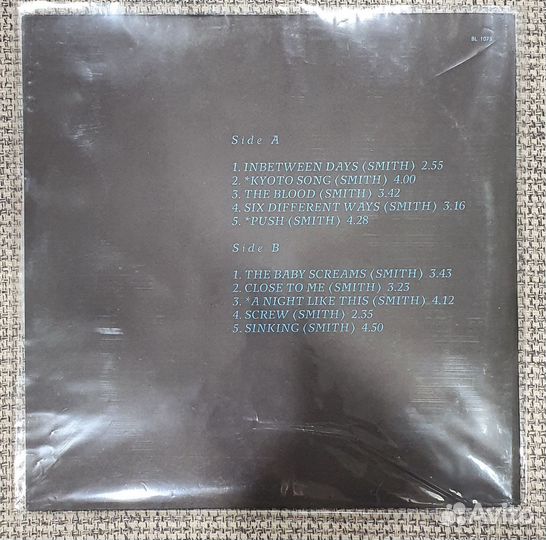 BL 1073
Side A
1. INBETWEEN DAYS (SMITH) 2.55
2. *KYOTO SONG (SMITH) 4.00
3. THE BLOOD (SMITH) 3.42
4. SIX DIFFERENT WAYS (SMITH) 3.16
5. *PUSH (SMITH) 4.28
Side B
1. THE BABY SCREAMS (SMITH) 3.43
2. CLOSE TO ME (SMITH) 3.23
3. *A NIGHT LIKE THIS (SMITH) 4.12
4. SCREW (SMITH) 2.35
5. SINKING (SMITH) 4.50
Avito